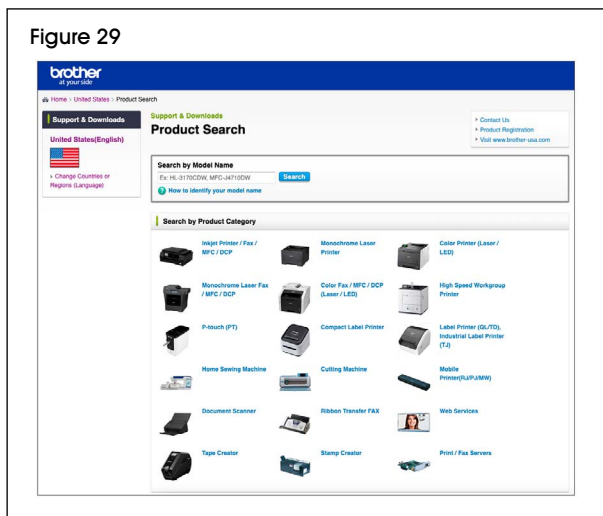 Figure 29
brother
at your side
Home > United States > Product Search
Support & Downloads
United States(English)
Change Countries or
Regions (Language)
Support & Downloads
Product Search
Contact Us
Product Registration
Visit www.brother-usa.com
Search by Model Name
Ex: HL-3170CDW, MFC-J4710DW
Search
? How to identify your model name
Search by Product Category
Inkjet Printer / Fax /
MFC / DCP
Monochrome Laser
Printer
Color Printer (Laser /
LED)
Monochrome Laser Fax
/ MFC / DCP
Color Fax / MFC / DCP
(Laser / LED)
High Speed Workgroup
Printer
P-touch (PT)
Compact Label Printer
Label Printer (QL/TD),
Industrial Label Printer
(TJ)
Home Sewing Machine
Cutting Machine
Mobile
Printer(RJ/PJ/MW)
Document Scanner
Ribbon Transfer FAX
Web Services
Tape Creator
Stamp Creator
Print / Fax Servers